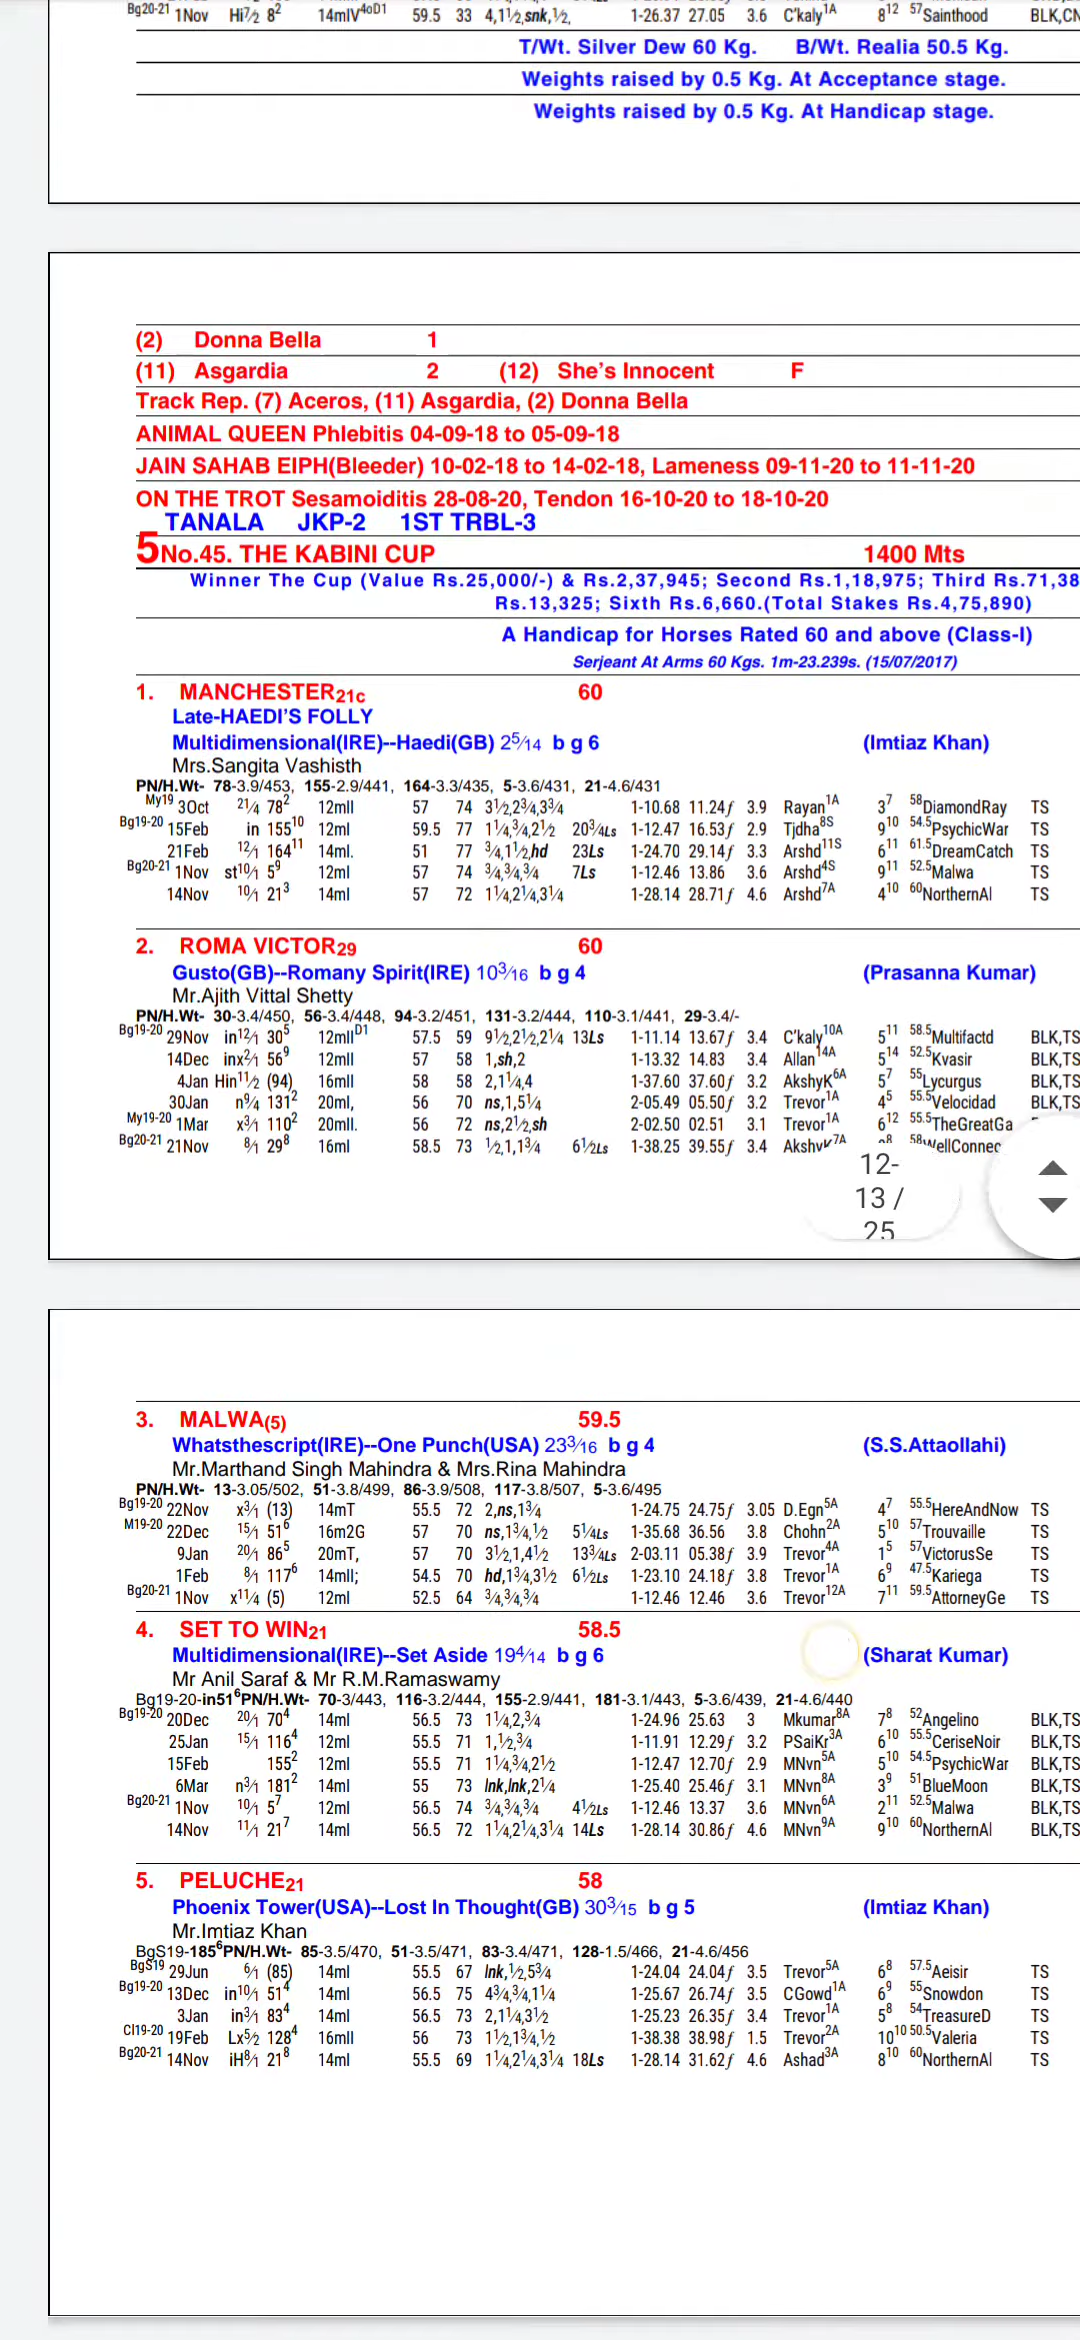 Bg20-21 1Nov Hi7/2 8² 14mIV4oD1 59.5 33 4,1½,snk,½, 1-26.37 27.05 3.6 C'kaly1A 8¹² 57Sainthood BLK,CN
T/Wt. Silver Dew 60 Kg. B/Wt. Realia 50.5 Kg.
Weights raised by 0.5 Kg. At Acceptance stage.
Weights raised by 0.5 Kg. At Handicap stage.
(2) Donna Bella 1
(11) Asgardia 2 (12) She's Innocent F
Track Rep. (7) Aceros, (11) Asgardia, (2) Donna Bella
ANIMAL QUEEN Phlebitis 04-09-18 to 05-09-18
JAIN SAHAB EIPH(Bleeder) 10-02-18 to 14-02-18, Lameness 09-11-20 to 11-11-20
ON THE TROT Sesamoiditis 28-08-20, Tendon 16-10-20 to 18-10-20
TANALA JKP-2 1ST TRBL-3
5 No.45. THE KABINI CUP 1400 Mts
Winner The Cup (Value Rs.25,000/-) & Rs.2,37,945; Second Rs.1,18,975; Third Rs.71,38
Rs.13,325; Sixth Rs.6,660.(Total Stakes Rs.4,75,890)
A Handicap for Horses Rated 60 and above (Class-I)
Serjeant At Arms 60 Kgs. 1m-23.239s. (15/07/2017)
1. MANCHESTER21c 60
Late-HAEDI'S FOLLY
Multidimensional(IRE)--Haedi(GB) 25⁄14 b g 6 (Imtiaz Khan)
Mrs.Sangita Vashisth
PN/H.Wt- 78-3.9/453, 155-2.9/441, 164-3.3/435, 5-3.6/431, 21-4.6/431
My19 3Oct 21/4 78² 12mII 57 74 3½,2¾,3¾ 1-10.68 11.24f 3.9 Rayan1A 3⁷ 58DiamondRay TS
Bg19-20 15Feb in 155¹⁰ 12mI 59.5 77 1¼,¾,2½ 20¾Ls 1-12.47 16.53f 2.9 Tjdha8S 9¹⁰ 54.5PsychicWar TS
21Feb 12/1 164¹¹ 14mI. 51 77 ¾,1½,hd 23Ls 1-24.70 29.14f 3.3 Arshd11S 6¹¹ 61.5DreamCatch TS
Bg20-21 1Nov st10/1 5⁹ 12mI 57 74 ¾,¾,¾ 7Ls 1-12.46 13.86 3.6 Arshd4S 9¹¹ 52.5Malwa TS
14Nov 10/1 21³ 14mI 57 72 1¼,2¼,3¼ 1-28.14 28.71f 4.6 Arshd7A 4¹⁰ 60NorthernAl TS
2. ROMA VICTOR29 60
Gusto(GB)--Romany Spirit(IRE) 103⁄16 b g 4 (Prasanna Kumar)
Mr.Ajith Vittal Shetty
PN/H.Wt- 30-3.4/450, 56-3.4/448, 94-3.2/451, 131-3.2/444, 110-3.1/441, 29-3.4/-
Bg19-20 29Nov in12/1 30⁵ 12mIID1 57.5 59 9½,2½,2¼ 13Ls 1-11.14 13.67f 3.4 C'kaly10A 5¹¹ 58.5Multifactd BLK,TS
14Dec inx2/1 56⁹ 12mII 57 58 1,sh,2 1-13.32 14.83 3.4 Allan14A 5¹⁴ 52.5Kvasir BLK,TS
4Jan Hin11/2 (94) 16mII 58 58 2,1¼,4 1-37.60 37.60f 3.2 AkshyK6A 5⁷ 55Lycurgus BLK,TS
30Jan n9/4 131² 20mI, 56 70 ns,1,5¼ 2-05.49 05.50f 3.2 Trevor1A 4⁵ 55.5Velocidad BLK,TS
My19-20 1Mar x3/1 110² 20mII. 56 72 ns,2½,sh 2-02.50 02.51 3.1 Trevor1A 6¹² 55.5TheGreatGa
Bg20-21 21Nov 8/1 29⁸ 16mI 58.5 73 ½,1,1¾ 6½Ls 1-38.25 39.55f 3.4 AkshyK7A 58WellConnec
12-
13 /
25
3. MALWA(5) 59.5
Whatsthescript(IRE)--One Punch(USA) 233⁄16 b g 4 (S.S.Attaollahi)
Mr.Marthand Singh Mahindra & Mrs.Rina Mahindra
PN/H.Wt- 13-3.05/502, 51-3.8/499, 86-3.9/508, 117-3.8/507, 5-3.6/495
Bg19-20 22Nov x3/1 (13) 14mT 55.5 72 2,ns,1¾ 1-24.75 24.75f 3.05 D.Egn5A 4⁷ 55.5HereAndNow TS
M19-20 22Dec 15/1 51⁶ 16m2G 57 70 ns,1¾,½ 5¼Ls 1-35.68 36.56 3.8 Chohn2A 5¹⁰ 57Trouvaille TS
9Jan 20/1 86⁵ 20mT, 57 70 3½,1,4½ 13¾Ls 2-03.11 05.38f 3.9 Trevor4A 1⁵ 57VictorusSe TS
1Feb 8/1 117⁶ 14mII; 54.5 70 hd,1¾,3½ 6½Ls 1-23.10 24.18f 3.8 Trevor1A 6⁹ 47.5Kariega TS
Bg20-21 1Nov x11/4 (5) 12mI 52.5 64 ¾,¾,¾ 1-12.46 12.46 3.6 Trevor12A 7¹¹ 59.5AttorneyGe TS
4. SET TO WIN21 58.5
Multidimensional(IRE)--Set Aside 194⁄14 b g 6 (Sharat Kumar)
Mr Anil Saraf & Mr R.M.Ramaswamy
Bg19-20-in51⁶PN/H.Wt- 70-3/443, 116-3.2/444, 155-2.9/441, 181-3.1/443, 5-3.6/439, 21-4.6/440
Bg19-20 20Dec 20/1 70⁴ 14mI 56.5 73 1¼,2,¾ 1-24.96 25.63 3 Mkumar8A 7⁸ 52Angelino BLK,TS
25Jan 15/1 116⁴ 12mI 55.5 71 1,½,¾ 1-11.91 12.29f 3.2 PSaiKr3A 6¹⁰ 55.5CeriseNoir BLK,TS
15Feb 155² 12mI 55.5 71 1¼,¾,2½ 1-12.47 12.70f 2.9 MNvn5A 5¹⁰ 54.5PsychicWar BLK,TS
6Mar n3/1 181² 14mI 55 73 lnk,lnk,2¼ 1-25.40 25.46f 3.1 MNvn8A 3⁹ 51BlueMoon BLK,TS
Bg20-21 1Nov 10/1 5⁷ 12mI 56.5 74 ¾,¾,¾ 4½Ls 1-12.46 13.37 3.6 MNvn6A 2¹¹ 52.5Malwa BLK,TS
14Nov 11/1 21⁷ 14mI 56.5 72 1¼,2¼,3¼ 14Ls 1-28.14 30.86f 4.6 MNvn9A 9¹⁰ 60NorthernAl BLK,TS
5. PELUCHE21 58
Phoenix Tower(USA)--Lost In Thought(GB) 303⁄15 b g 5 (Imtiaz Khan)
Mr.Imtiaz Khan
BgS19-185⁶PN/H.Wt- 85-3.5/470, 51-3.5/471, 83-3.4/471, 128-1.5/466, 21-4.6/456
BgS19 29Jun 6/1 (85) 14mI 55.5 67 lnk,½,5¾ 1-24.04 24.04f 3.5 Trevor5A 6⁸ 57.5Aeisir TS
Bg19-20 13Dec in10/1 51⁴ 14mI 56.5 75 4¾,¾,1¼ 1-25.67 26.74f 3.5 CGowd1A 6⁹ 55Snowdon TS
3Jan in3/1 83⁴ 14mI 56.5 73 2,1¼,3½ 1-25.23 26.35f 3.4 Trevor1A 5⁸ 54TreasureD TS
Cl19-20 19Feb Lx5/2 128⁴ 16mII 56 73 1½,1¾,½ 1-38.38 38.98f 1.5 Trevor2A 10¹⁰ 50.5Valeria TS
Bg20-21 14Nov iH8/1 21⁸ 14mI 55.5 69 1¼,2¼,3¼ 18Ls 1-28.14 31.62f 4.6 Ashad3A 8¹⁰ 60NorthernAl TS